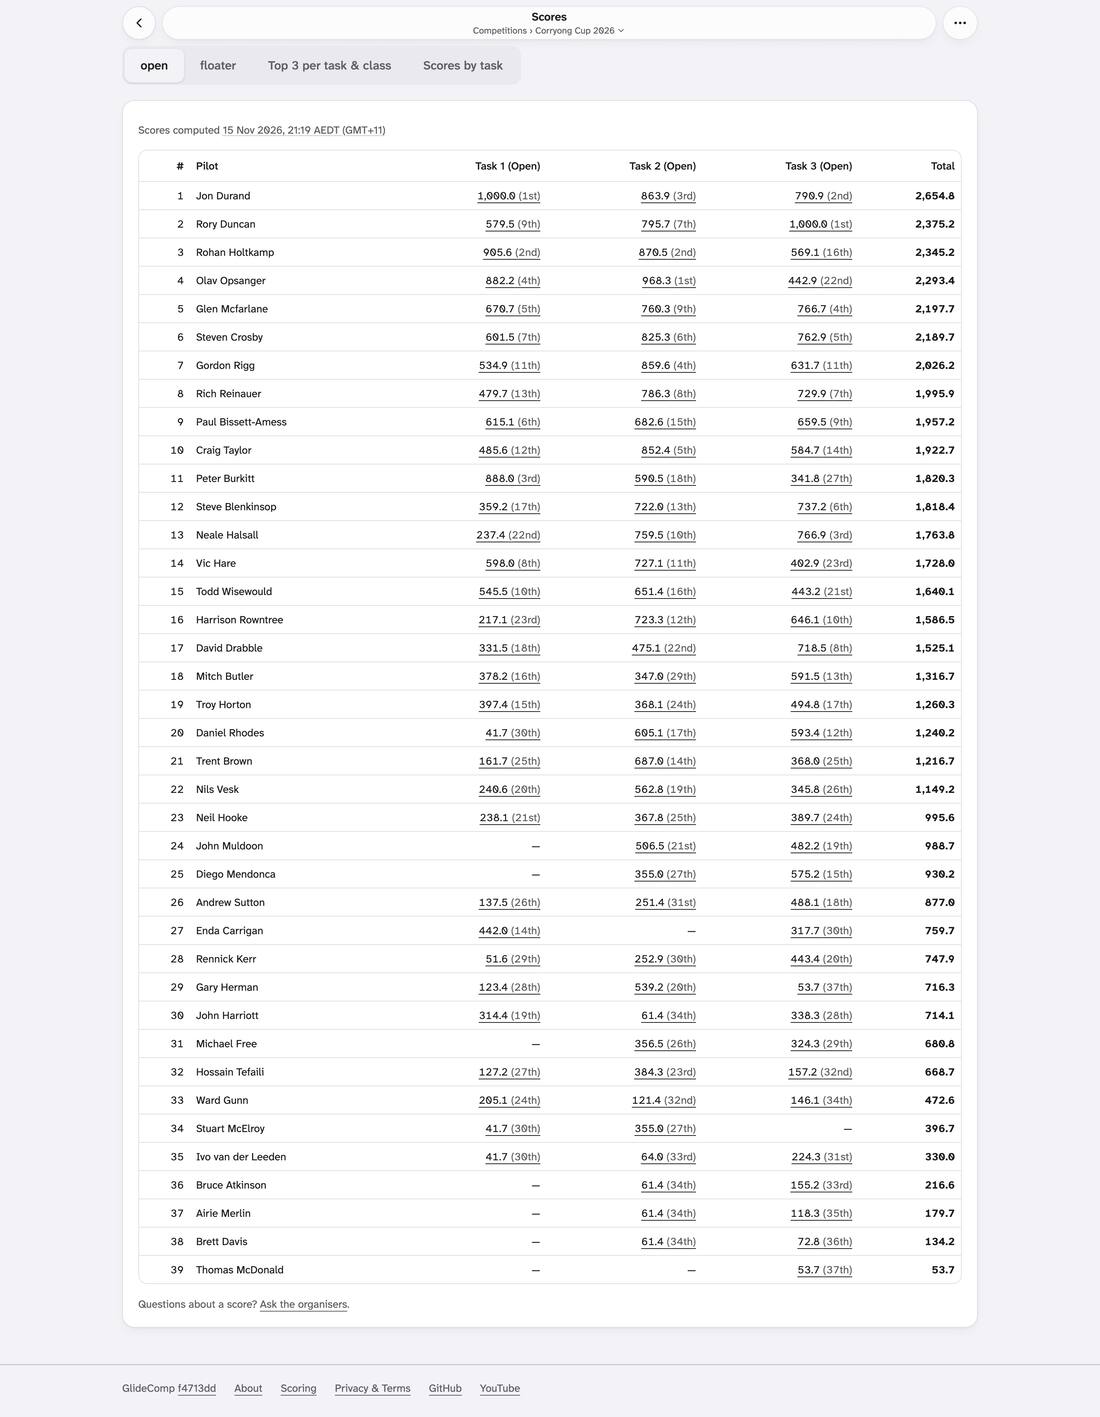 Scores
Competitions › Corryong Cup 2026
open floater Top 3 per task & class Scores by task
Scores computed 15 Nov 2026, 21:19 AEDT (GMT+11)
# Pilot Task 1 (Open) Task 2 (Open) Task 3 (Open) Total
1 Jon Durand 1,000.0 (1st) 863.9 (3rd) 790.9 (2nd) 2,654.8
2 Rory Duncan 579.5 (9th) 795.7 (7th) 1,000.0 (1st) 2,375.2
3 Rohan Holtkamp 905.6 (2nd) 870.5 (2nd) 569.1 (16th) 2,345.2
4 Olav Opsanger 882.2 (4th) 968.3 (1st) 442.9 (22nd) 2,293.4
5 Glen Mcfarlane 670.7 (5th) 760.3 (9th) 766.7 (4th) 2,197.7
6 Steven Crosby 601.5 (7th) 825.3 (6th) 762.9 (5th) 2,189.7
7 Gordon Rigg 534.9 (11th) 859.6 (4th) 631.7 (11th) 2,026.2
8 Rich Reinauer 479.7 (13th) 786.3 (8th) 729.9 (7th) 1,995.9
9 Paul Bissett-Amess 615.1 (6th) 682.6 (15th) 659.5 (9th) 1,957.2
10 Craig Taylor 485.6 (12th) 852.4 (5th) 584.7 (14th) 1,922.7
11 Peter Burkitt 888.0 (3rd) 590.5 (18th) 341.8 (27th) 1,820.3
12 Steve Blenkinsop 359.2 (17th) 722.0 (13th) 737.2 (6th) 1,818.4
13 Neale Halsall 237.4 (22nd) 759.5 (10th) 766.9 (3rd) 1,763.8
14 Vic Hare 598.0 (8th) 727.1 (11th) 402.9 (23rd) 1,728.0
15 Todd Wisewould 545.5 (10th) 651.4 (16th) 443.2 (21st) 1,640.1
16 Harrison Rowntree 217.1 (23rd) 723.3 (12th) 646.1 (10th) 1,586.5
17 David Drabble 331.5 (18th) 475.1 (22nd) 718.5 (8th) 1,525.1
18 Mitch Butler 378.2 (16th) 347.0 (29th) 591.5 (13th) 1,316.7
19 Troy Horton 397.4 (15th) 368.1 (24th) 494.8 (17th) 1,260.3
20 Daniel Rhodes 41.7 (30th) 605.1 (17th) 593.4 (12th) 1,240.2
21 Trent Brown 161.7 (25th) 687.0 (14th) 368.0 (25th) 1,216.7
22 Nils Vesk 240.6 (20th) 562.8 (19th) 345.8 (26th) 1,149.2
23 Neil Hooke 238.1 (21st) 367.8 (25th) 389.7 (24th) 995.6
24 John Muldoon — 506.5 (21st) 482.2 (19th) 988.7
25 Diego Mendonca — 355.0 (27th) 575.2 (15th) 930.2
26 Andrew Sutton 137.5 (26th) 251.4 (31st) 488.1 (18th) 877.0
27 Enda Carrigan 442.0 (14th) — 317.7 (30th) 759.7
28 Rennick Kerr 51.6 (29th) 252.9 (30th) 443.4 (20th) 747.9
29 Gary Herman 123.4 (28th) 539.2 (20th) 53.7 (37th) 716.3
30 John Harriott 314.4 (19th) 61.4 (34th) 338.3 (28th) 714.1
31 Michael Free — 356.5 (26th) 324.3 (29th) 680.8
32 Hossain Tefaili 127.2 (27th) 384.3 (23rd) 157.2 (32nd) 668.7
33 Ward Gunn 205.1 (24th) 121.4 (32nd) 146.1 (34th) 472.6
34 Stuart McElroy 41.7 (30th) 355.0 (27th) — 396.7
35 Ivo van der Leeden 41.7 (30th) 64.0 (33rd) 224.3 (31st) 330.0
36 Bruce Atkinson — 61.4 (34th) 155.2 (33rd) 216.6
37 Airie Merlin — 61.4 (34th) 118.3 (35th) 179.7
38 Brett Davis — 61.4 (34th) 72.8 (36th) 134.2
39 Thomas McDonald — — 53.7 (37th) 53.7
Questions about a score? Ask the organisers.
GlideComp f4713dd About Scoring Privacy & Terms GitHub YouTube